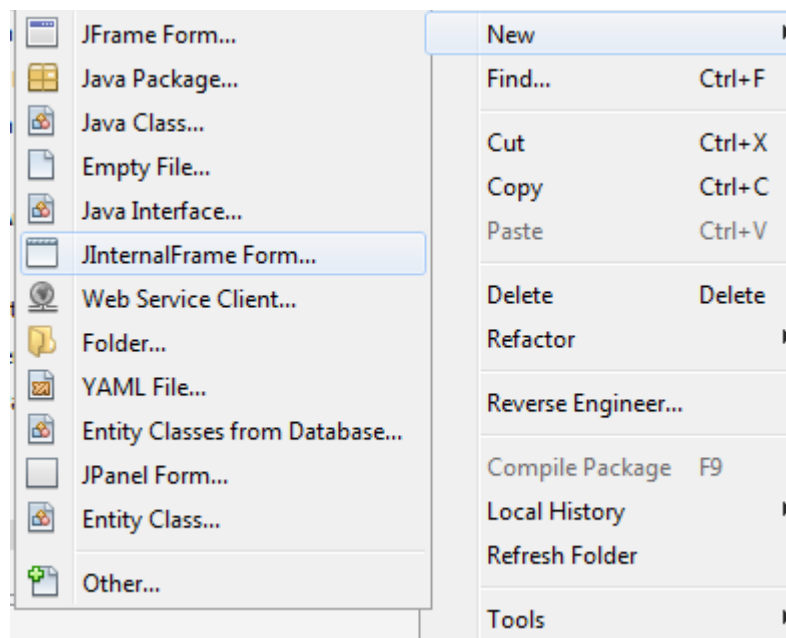 JFrame Form...
Java Package...
Java Class...
Empty File...
Java Interface...
JInternalFrame Form...
Web Service Client...
Folder...
YAML File...
Entity Classes from Database...
JPanel Form...
Entity Class...
Other...
New
Find... Ctrl+F
Cut Ctrl+X
Copy Ctrl+C
Paste Ctrl+V
Delete Delete
Refactor
Reverse Engineer...
Compile Package F9
Local History
Refresh Folder
Tools